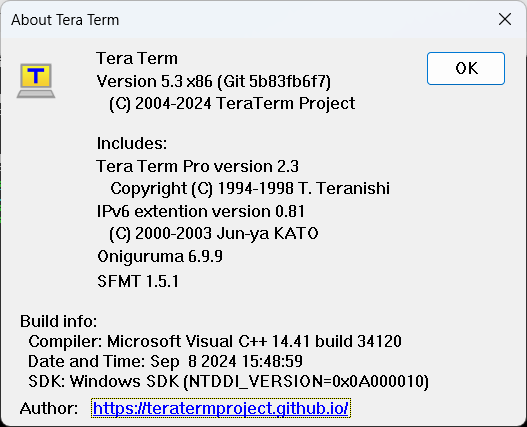 About Tera Term
T
Tera Term
Version 5.3 x86 (Git 5b83fb6f7)
(C) 2004-2024 TeraTerm Project
OK
Includes:
Tera Term Pro version 2.3
Copyright (C) 1994-1998 T. Teranishi
IPv6 extention version 0.81
(C) 2000-2003 Jun-ya KATO
Oniguruma 6.9.9
SFMT 1.5.1
Build info:
Compiler: Microsoft Visual C++ 14.41 build 34120
Date and Time: Sep  8 2024 15:48:59
SDK: Windows SDK (NTDDI_VERSION=0x0A000010)
Author: https://teratermproject.github.io/